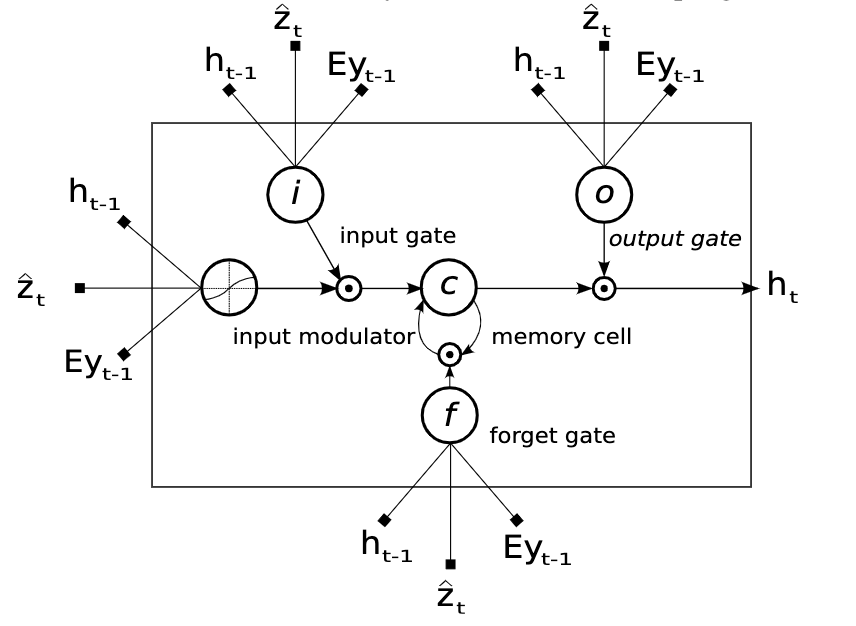 ẑt
ẑt
ht-1
Eyt-1
ht-1
Eyt-1
i
o
ht-1
input gate
output gate
ẑt
c
ht
input modulator
memory cell
Eyt-1
f
forget gate
ht-1
Eyt-1
ẑt